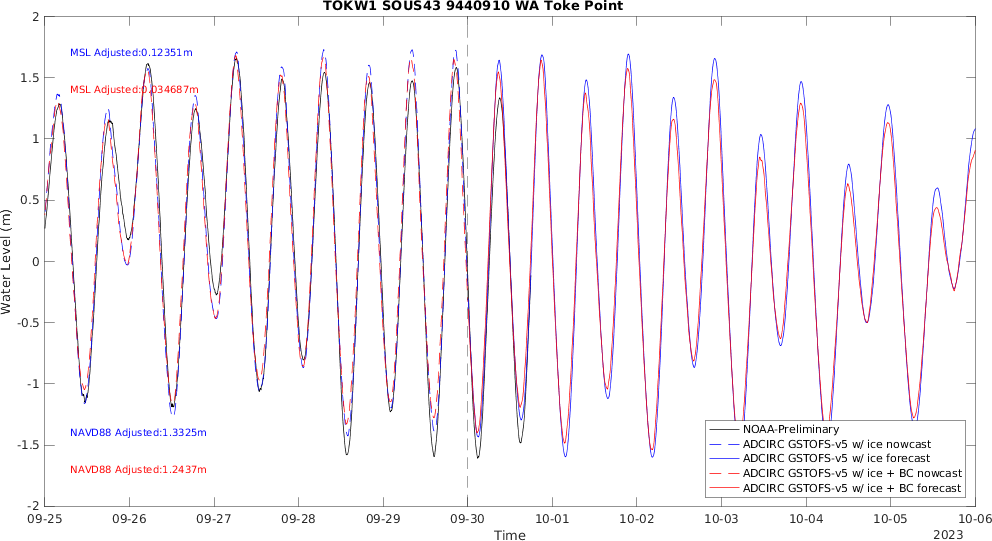 TOKW1 SOUS43 9440910 WA Toke Point
MSL Adjusted:0.12351m
MSL Adjusted:0.034687m
NAVD88 Adjusted:1.3325m
NAVD88 Adjusted:1.2437m
Water Level (m)
2
1.5
1
0.5
0
-0.5
-1
-1.5
-2
NOAA-Preliminary
ADCIRC GSTOFS-v5 w/ ice nowcast
ADCIRC GSTOFS-v5 w/ ice forecast
ADCIRC GSTOFS-v5 w/ ice + BC nowcast
ADCIRC GSTOFS-v5 w/ ice + BC forecast
09-25 09-26 09-27 09-28 09-29 09-30 10-01 10-02 10-03 10-04 10-05 10-06
Time
2023